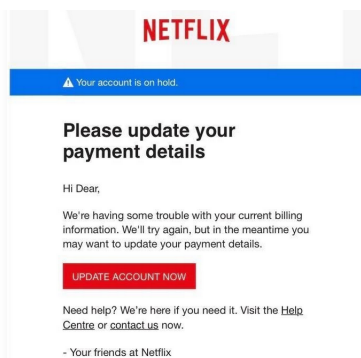 NETFLIX
Your account is on hold.
Please update your
payment details
Hi Dear,
We're having some trouble with your current billing
information. We'll try again, but in the meantime you
may want to update your payment details.
UPDATE ACCOUNT NOW
Need help? We're here if you need it. Visit the Help
Centre or contact us now.
- Your friends at Netflix